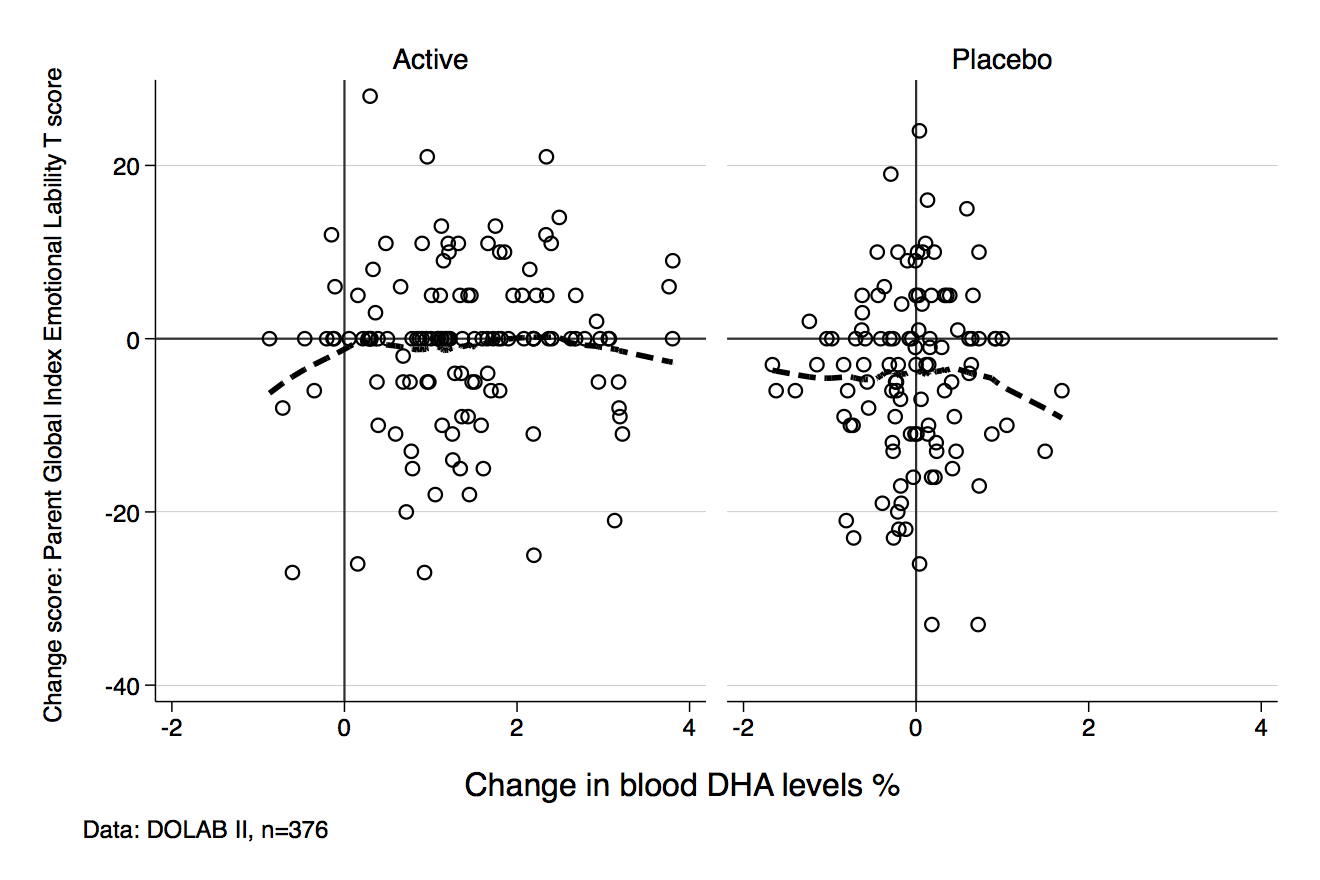 Active
Placebo
Change score: Parent Global Index Emotional Lability T score
20
0
-20
-40
-2
0
2
4
-2
0
2
4
Change in blood DHA levels %
Data: DOLAB II, n=376